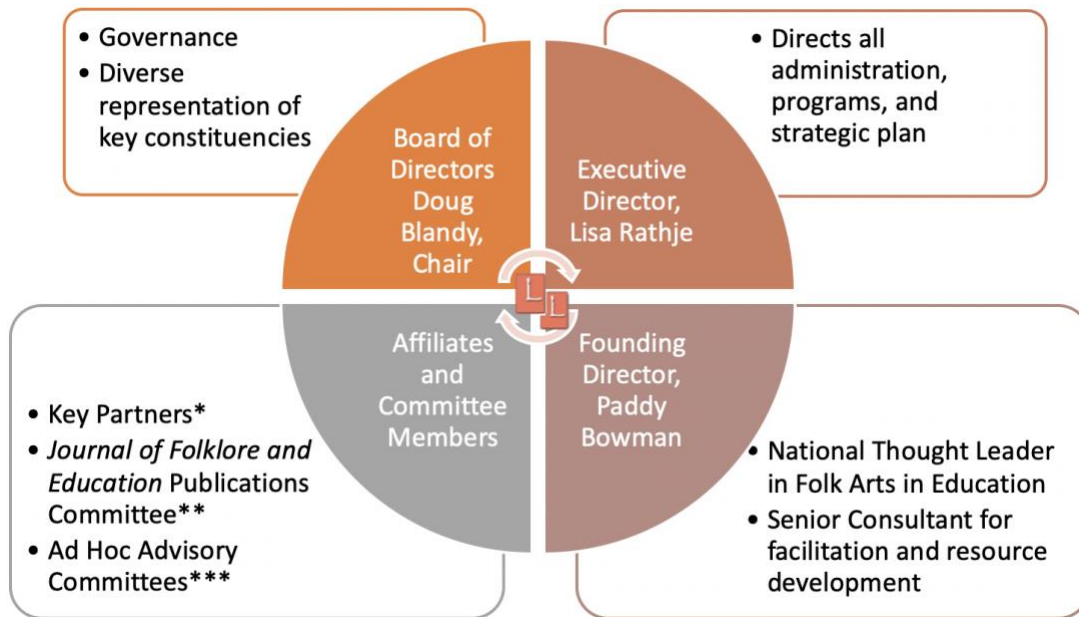 • Governance
• Diverse
representation of
key constituencies
• Directs all
administration,
programs, and
strategic plan
Board of
Directors
Doug
Blandy,
Chair
Executive
Director,
Lisa Rathje
Affiliates
and
Committee
Members
Founding
Director,
Paddy
Bowman
• Key Partners*
• Journal of Folklore and
Education Publications
Committee**
• Ad Hoc Advisory
Committees***
• National Thought Leader
in Folk Arts in Education
• Senior Consultant for
facilitation and resource
development
L
L